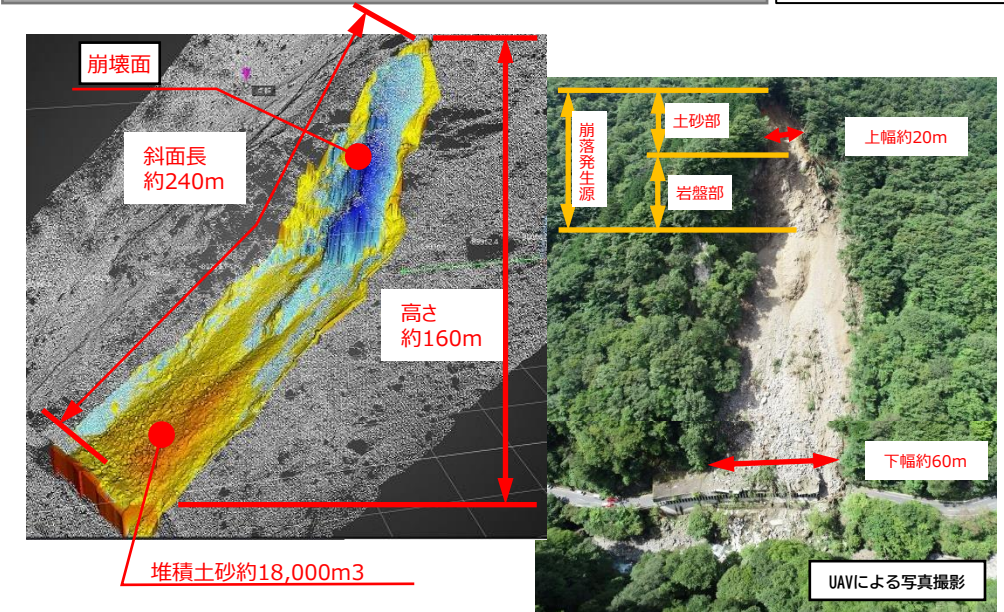 崩壊面
斜面長
約240m
高さ
約160m
堆積土砂約18,000m3
崩落発生源
土砂部
岩盤部
上幅約20m
下幅約60m
UAVによる写真撮影